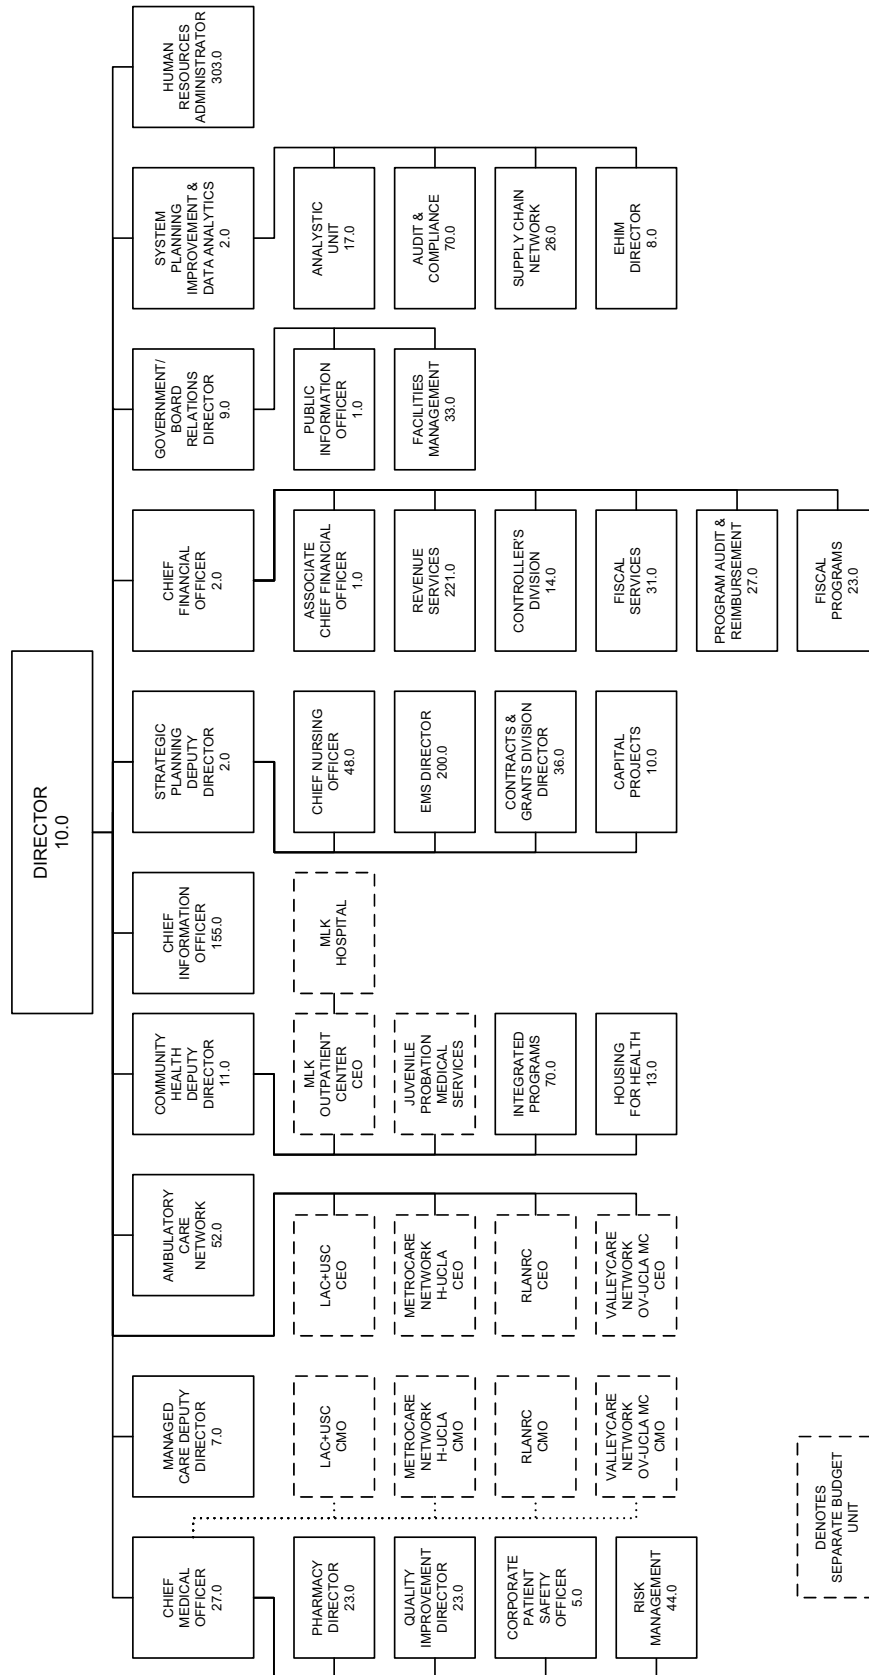 DIRECTOR
10.0
CHIEF
MEDICAL
OFFICER
27.0
MANAGED
CARE DEPUTY
DIRECTOR
7.0
AMBULATORY
CARE
NETWORK
52.0
COMMUNITY
HEALTH
DEPUTY
DIRECTOR
11.0
CHIEF
INFORMATION
OFFICER
155.0
STRATEGIC
PLANNING
DEPUTY
DIRECTOR
2.0
CHIEF
FINANCIAL
OFFICER
2.0
GOVERNMENT/
BOARD
RELATIONS
DIRECTOR
9.0
SYSTEM
PLANNING
IMPROVEMENT &
DATA ANALYTICS
2.0
HUMAN
RESOURCES
ADMINISTRATOR
303.0
PHARMACY
DIRECTOR
23.0
LAC+USC
CMO
LAC+USC
CEO
MLK
OUTPATIENT
CENTER
CEO
MLK
HOSPITAL
CHIEF NURSING
OFFICER
48.0
ASSOCIATE
CHIEF FINANCIAL
OFFICER
1.0
PUBLIC
INFORMATION
OFFICER
1.0
ANALYSTIC
UNIT
17.0
QUALITY
IMPROVEMENT
DIRECTOR
23.0
METROCARE
NETWORK
H-UCLA
CMO
METROCARE
NETWORK
H-UCLA
CEO
JUVENILE
PROBATION
MEDICAL
SERVICES
EMS DIRECTOR
200.0
REVENUE
SERVICES
221.0
FACILITIES
MANAGEMENT
33.0
AUDIT &
COMPLIANCE
70.0
CORPORATE
PATIENT
SAFETY
OFFICER
5.0
RLANRC
CMO
RLANRC
CEO
INTEGRATED
PROGRAMS
70.0
CONTRACTS &
GRANTS DIVISION
DIRECTOR
36.0
CONTROLLER'S
DIVISION
14.0
SUPPLY CHAIN
NETWORK
26.0
RISK
MANAGEMENT
44.0
VALLEYCARE
NETWORK
OV-UCLA MC
CMO
VALLEYCARE
NETWORK
OV-UCLA MC
CEO
HOUSING
FOR HEALTH
13.0
CAPITAL
PROJECTS
10.0
FISCAL
SERVICES
31.0
EHIM
DIRECTOR
8.0
PROGRAM AUDIT &
REIMBURSEMENT
27.0
FISCAL
PROGRAMS
23.0
DENOTES
SEPARATE BUDGET
UNIT